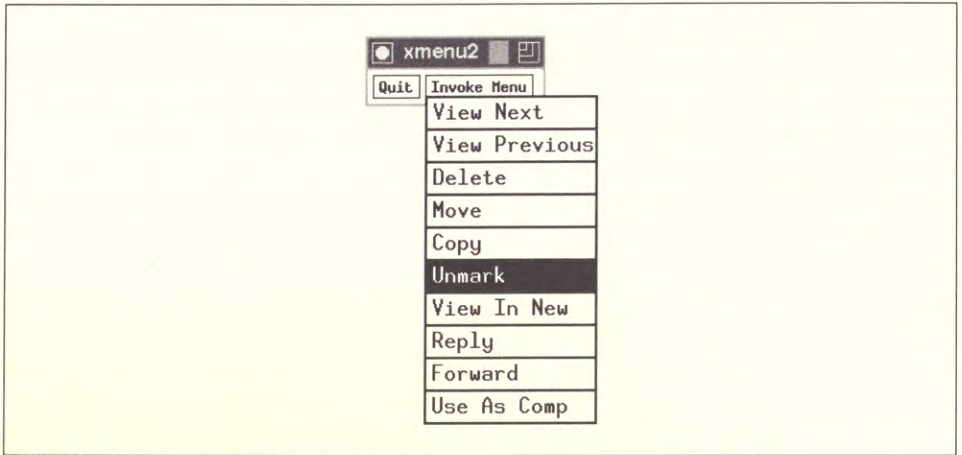 xmenu2
Quit Invoke Menu
View Next
View Previous
Delete
Move
Copy
Unmark
View In New
Reply
Forward
Use As Comp